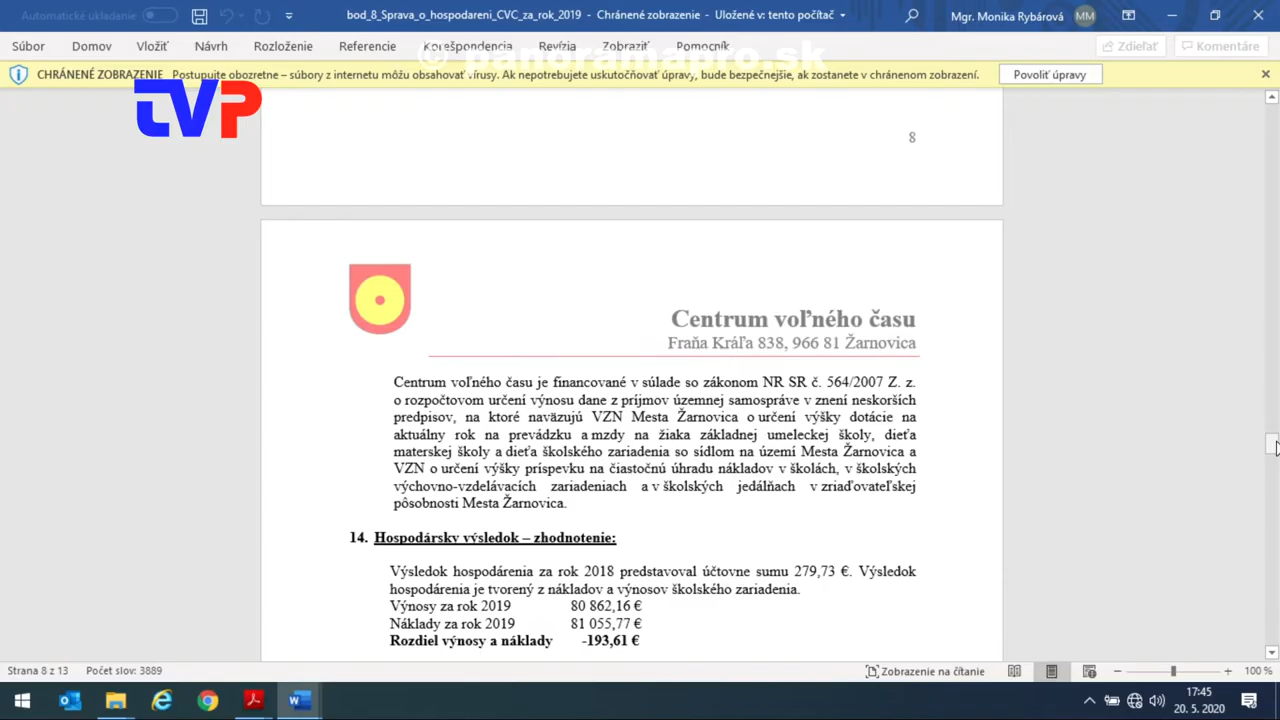 Automatické ukladanie
bod_8_Sprava_o_hospodareni_CVC_za_rok_2019 - Chránené zobrazenie - Uložené v: tento počítač
Mgr. Monika Rybárová
MM
Súbor Domov Vložiť Návrh Rozloženie Referencie Korešpondencia Revízia Zobraziť Pomocník
Zdieľať Komentáre
© panoramapro.sk
CHRÁNENÉ ZOBRAZENIE Postupujte obozretne – súbory z internetu môžu obsahovať vírusy. Ak nepotrebujete uskutočňovať úpravy, bude bezpečnejšie, ak zostanete v chránenom zobrazení.
Povoliť úpravy
TVP
8
Centrum voľného času
Fraňa Kráľa 838, 966 81 Žarnovica
Centrum voľného času je financované v súlade so zákonom NR SR č. 564/2007 Z. z.
o rozpočtovom určení výnosu dane z príjmov územnej samospráve v znení neskorších
predpisov, na ktoré naväzujú VZN Mesta Žarnovica o určení výšky dotácie na
aktuálny rok na prevádzku a mzdy na žiaka základnej umeleckej školy, dieťa
materskej školy a dieťa školského zariadenia so sídlom na území Mesta Žarnovica a
VZN o určení výšky príspevku na čiastočnú úhradu nákladov v školách, v školských
výchovno-vzdelávacích zariadeniach a v školských jedálňach v zriaďovateľskej
pôsobnosti Mesta Žarnovica.
14. Hospodársky výsledok – zhodnotenie:
Výsledok hospodárenia za rok 2018 predstavoval účtovne sumu 279,73 €. Výsledok
hospodárenia je tvorený z nákladov a výnosov školského zariadenia.
Výnosy za rok 2019 80 862,16 €
Náklady za rok 2019 81 055,77 €
Rozdiel výnosy a náklady -193,61 €
Strana 8 z 13 Počet slov: 3889
Zobrazenie na čítanie
100 %
17:45
20. 5. 2020